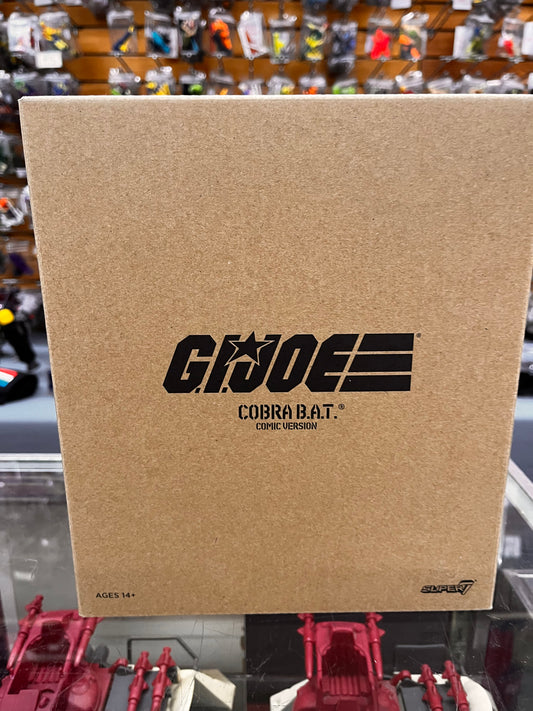 G.I.JOE®
COBRA B.A.T.®
COMIC VERSION
AGES 14+
SUPER7